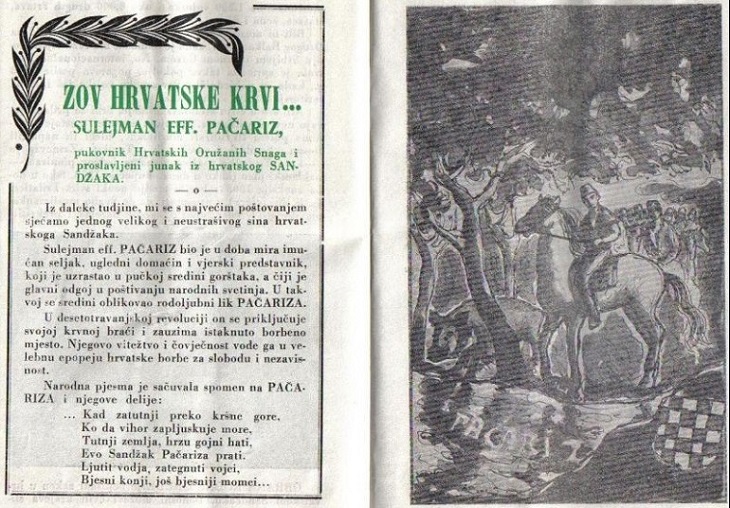 ZOV HRVATSKE KRVI...
SULEJMAN EFF. PAČARIZ,
pukovnik Hrvatskih Oružanih Snaga i
proslavljeni junak iz hrvatskog SAN-
DŽAKA.
— o —
Iz daleke tudjine, mi se s najvećim poštovanjem
sjećamo jednog velikog i neustrašivog sina hrvat-
skoga Sandžaka.
Sulejman eff. PAČARIZ bio je u doba mira imu-
ćan seljak, ugledni domaćin i vjerski predstavnik,
koji je uzrastao u pučkoj sredini gorštaka, a čiji je
glavni odgoj u poštivanju narodnih svetinja. U tak-
voj se sredini oblikovao rodoljubni lik PAČARIZA.
U desetotravanjskoj revoluciji on se priključuje
svojoj krvnoj braći i zauzima istaknuto borbeno
mjesto. Njegovo viteštvo i čovječnost vode ga u ve-
lebnu epopeju hrvatske borbe za slobodu i nezavis-
nost.
Narodna pjesma je sačuvala spomen na PAČA-
RIZA i njegove delije:
... Kad zatutnji preko kršne gore,
Ko da vihor zapljuskuje more,
Tutnji zemlja, hrzu gojni hati,
Evo Sandžak Pačariza prati.
Ljutit vodja, zategnuti vojci,
Bjesni konji, još bjesniji momci...
PAČARIZ